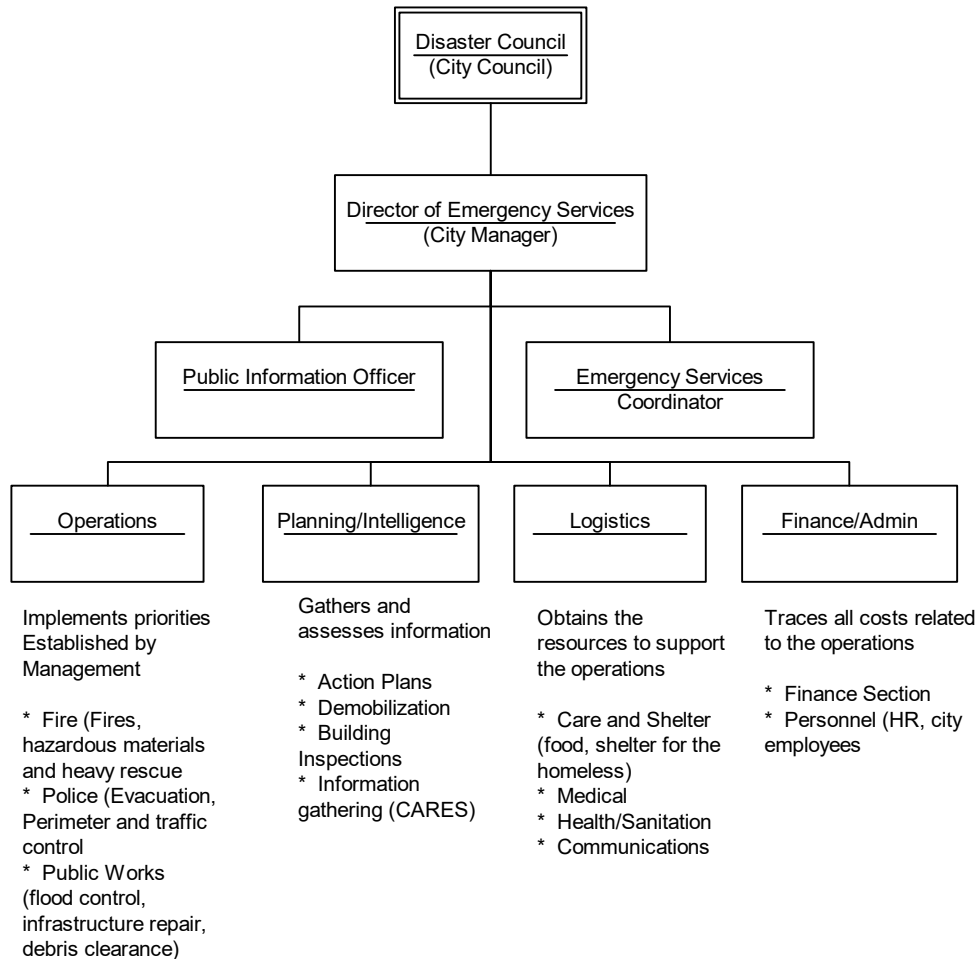 Disaster Council
(City Council)
Director of Emergency Services
(City Manager)
Public Information Officer
Emergency Services
Coordinator
Operations
Implements priorities
Established by
Management
* Fire (Fires,
hazardous materials
and heavy rescue
* Police (Evacuation,
Perimeter and traffic
control
* Public Works
(flood control,
infrastructure repair,
debris clearance)
Planning/Intelligence
Gathers and
assesses information
* Action Plans
* Demobilization
* Building
Inspections
* Information
gathering (CARES)
Logistics
Obtains the
resources to support
the operations
* Care and Shelter
(food, shelter for the
homeless)
* Medical
* Health/Sanitation
* Communications
Finance/Admin
Traces all costs related
to the operations
* Finance Section
* Personnel (HR, city
employees